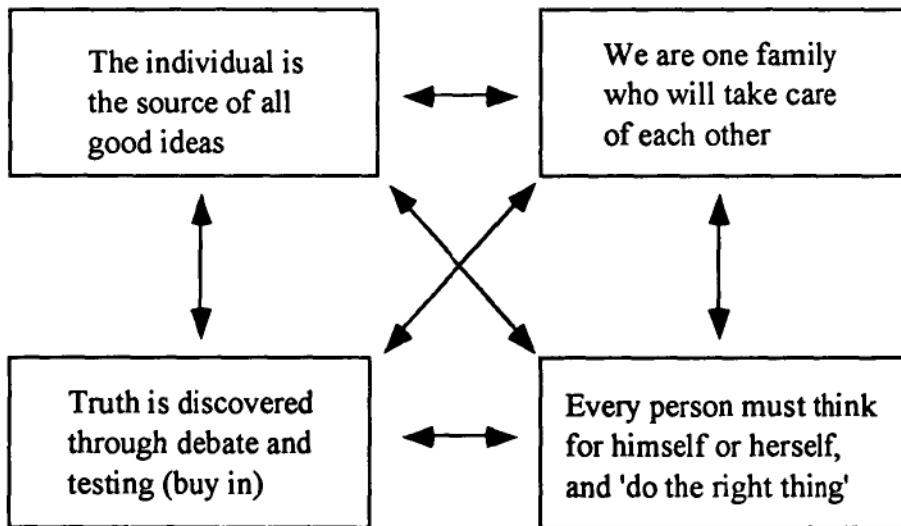 The individual is
the source of all
good ideas
We are one family
who will take care
of each other
Truth is discovered
through debate and
testing (buy in)
Every person must think
for himself or herself,
and 'do the right thing'